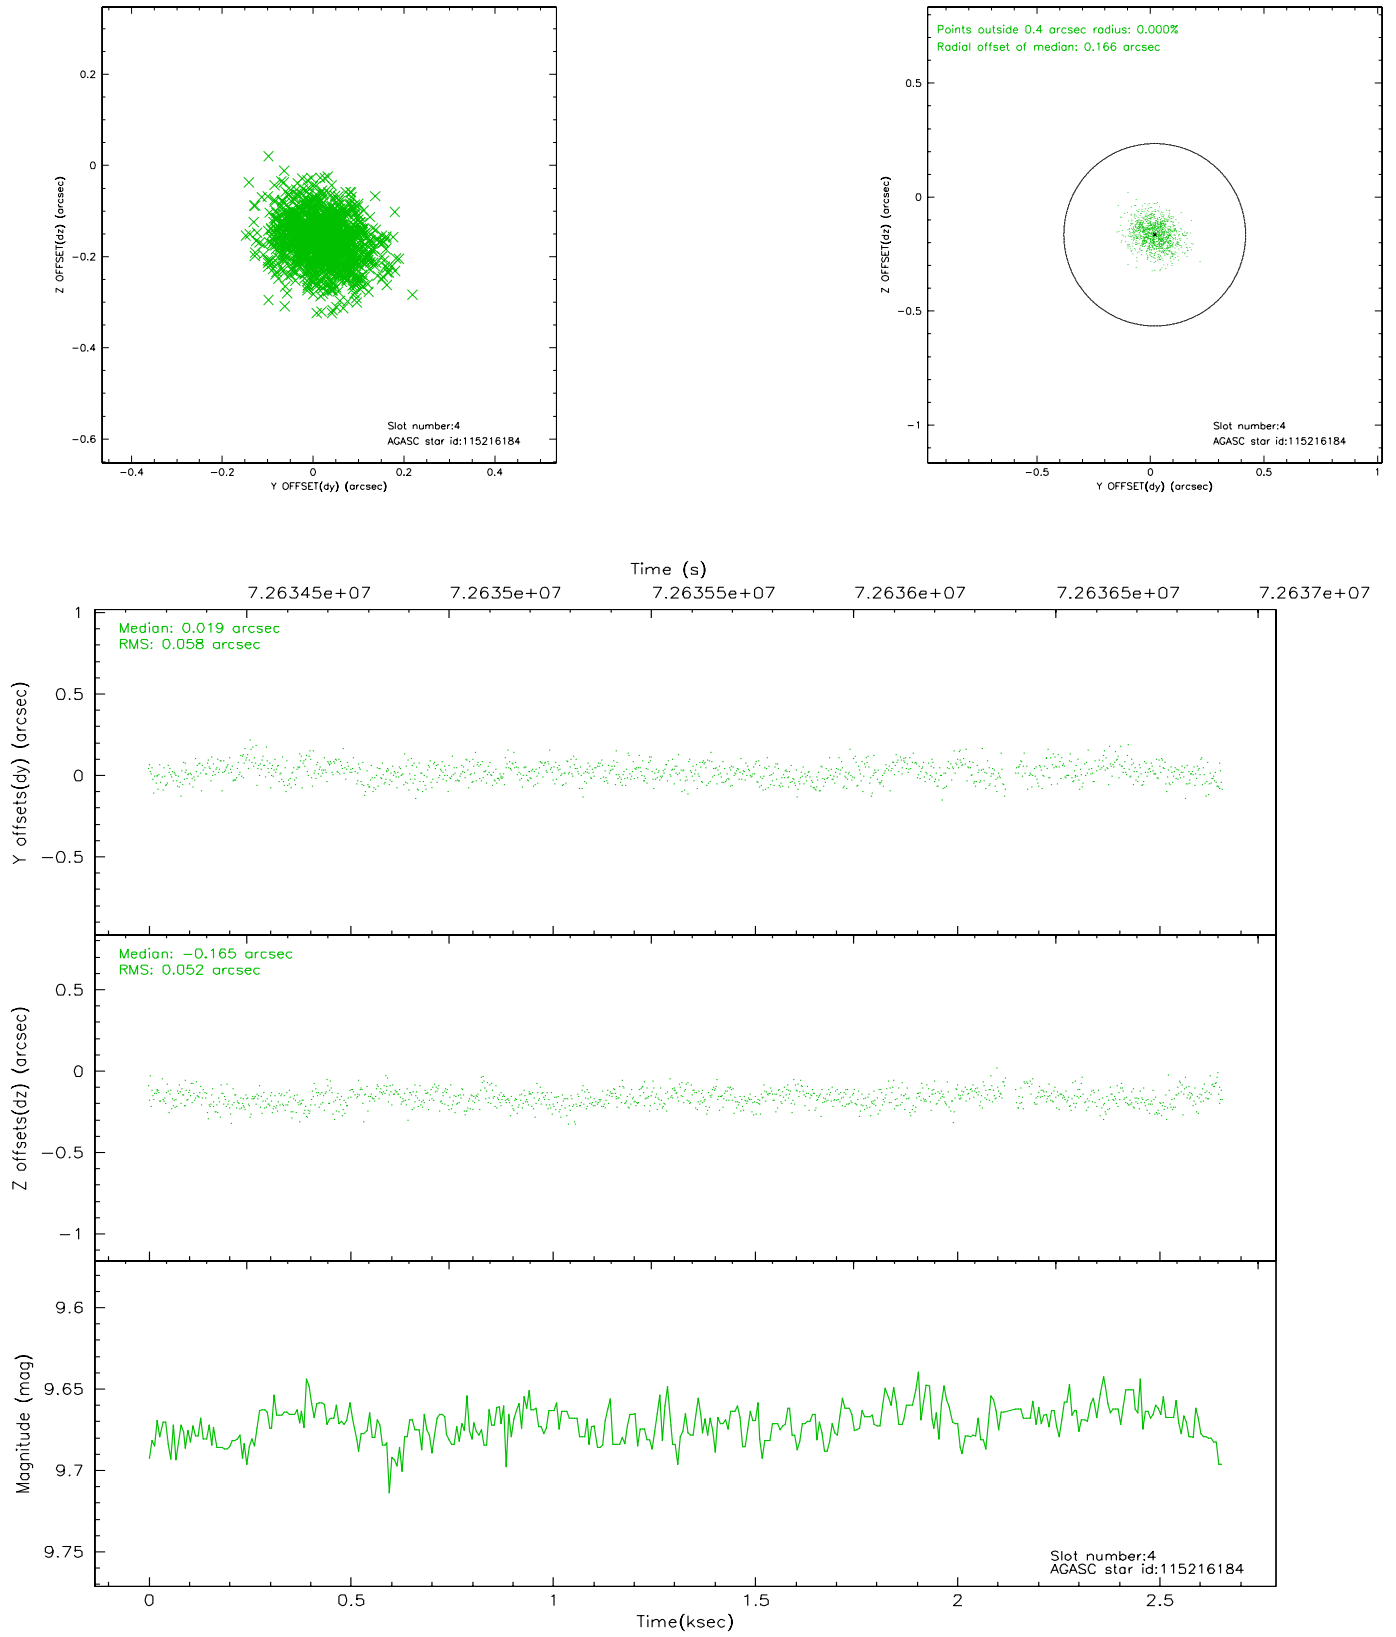 0.2
0
−0.2
−0.4
−0.6
Z OFFSET(dz) (arcsec)
Slot number:4
AGASC star id:115216184
−0.4
−0.2
0
0.2
0.4
Y OFFSET(dy) (arcsec)
Points outside 0.4 arcsec radius: 0.000%
Radial offset of median: 0.166 arcsec
0.5
0
−0.5
−1
Z OFFSET(dz) (arcsec)
Slot number:4
AGASC star id:115216184
−0.5
0
0.5
1
Y OFFSET(dy) (arcsec)
Time (s)
7.26345e+07
7.2635e+07
7.26355e+07
7.2636e+07
7.26365e+07
7.2637e+07
Median: 0.019 arcsec
RMS: 0.058 arcsec
1
0.5
0
−0.5
Y offsets(dy) (arcsec)
Median: −0.165 arcsec
RMS: 0.052 arcsec
0.5
0
−0.5
−1
Z offsets(dz) (arcsec)
9.6
9.65
9.7
9.75
Magnitude (mag)
Slot number:4
AGASC star id:115216184
0
0.5
1
1.5
2
2.5
Time(ksec)